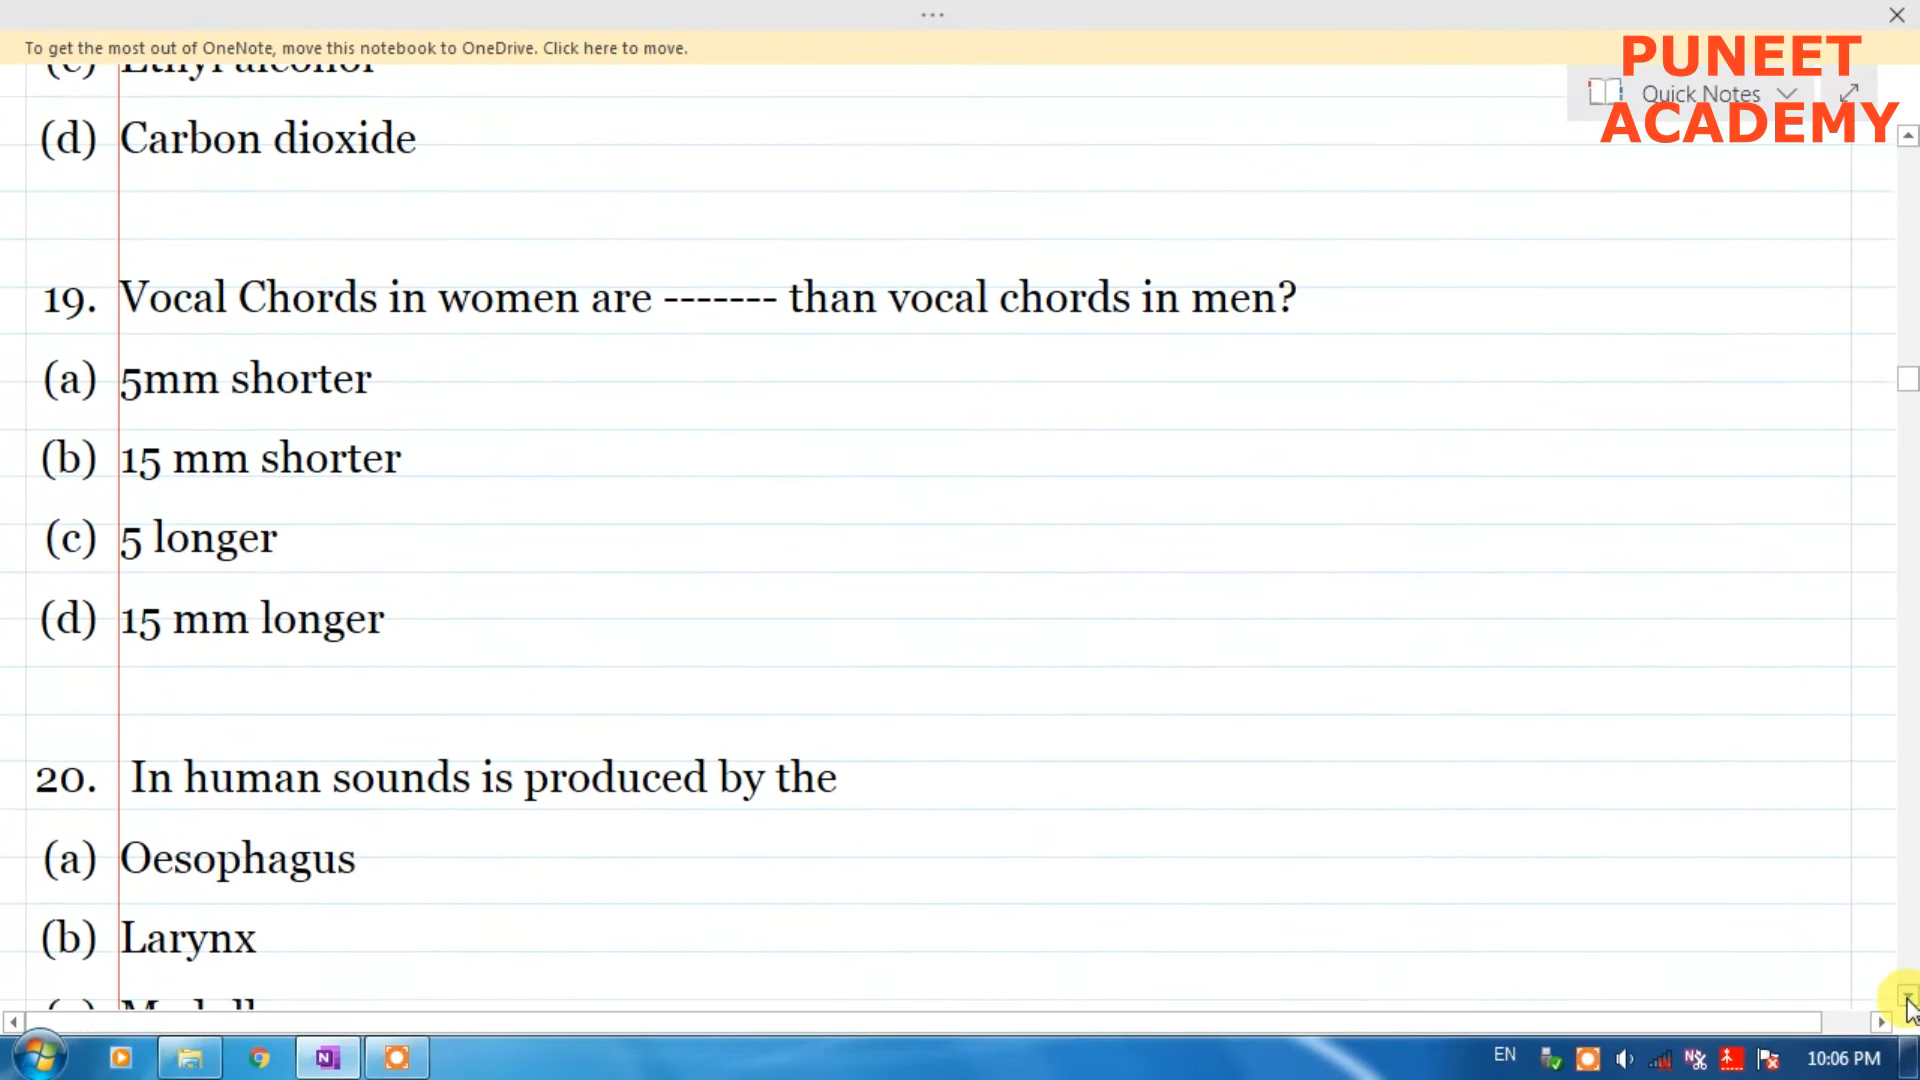 To get the most out of OneNote, move this notebook to OneDrive. Click here to move.
PUNEET
ACADEMY
Quick Notes
(c) Ethyl alcohol
(d) Carbon dioxide
19. Vocal Chords in women are ------- than vocal chords in men?
(a) 5mm shorter
(b) 15 mm shorter
(c) 5 longer
(d) 15 mm longer
20. In human sounds is produced by the
(a) Oesophagus
(b) Larynx
EN
10:06 PM